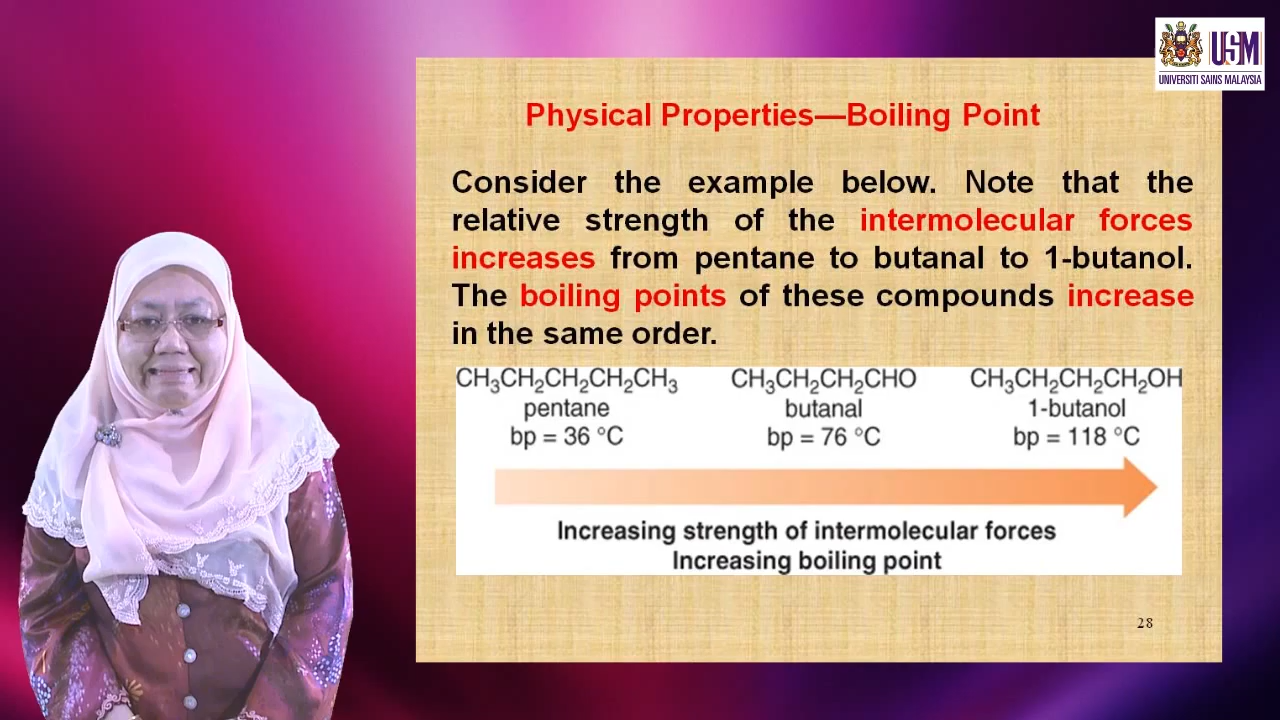 USM
UNIVERSITI SAINS MALAYSIA
Physical Properties—Boiling Point
Consider the example below. Note that the
relative strength of the intermolecular forces
increases from pentane to butanal to 1-butanol.
The boiling points of these compounds increase
in the same order.
CH₃CH₂CH₂CH₂CH₃ CH₃CH₂CH₂CHO CH₃CH₂CH₂CH₂OH
pentane butanal 1-butanol
bp = 36 °C bp = 76 °C bp = 118 °C
Increasing strength of intermolecular forces
Increasing boiling point
28